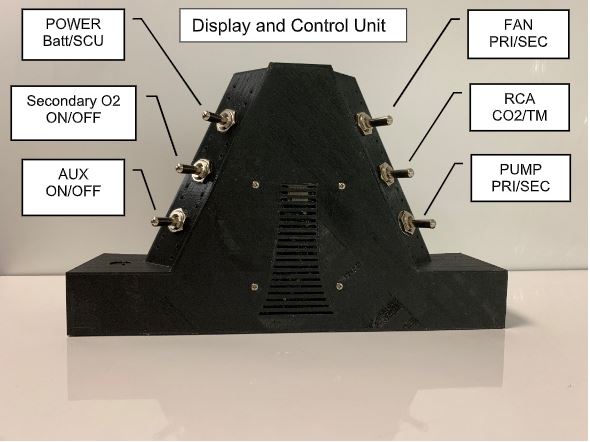 Display and Control Unit
POWER
Batt/SCU
Secondary O2
ON/OFF
AUX
ON/OFF
FAN
PRI/SEC
RCA
CO2/TM
PUMP
PRI/SEC